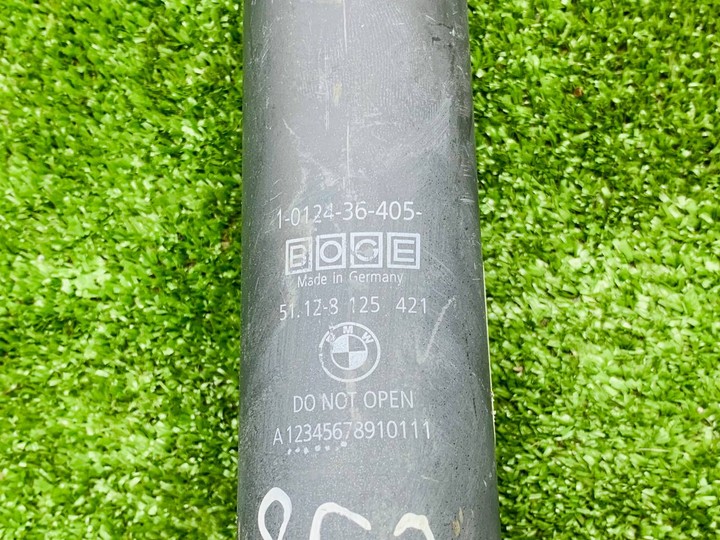 1-0124-36-405-
BOGE
Made in Germany
51.12-8 125 421
BMW
DO NOT OPEN
A12345678910111